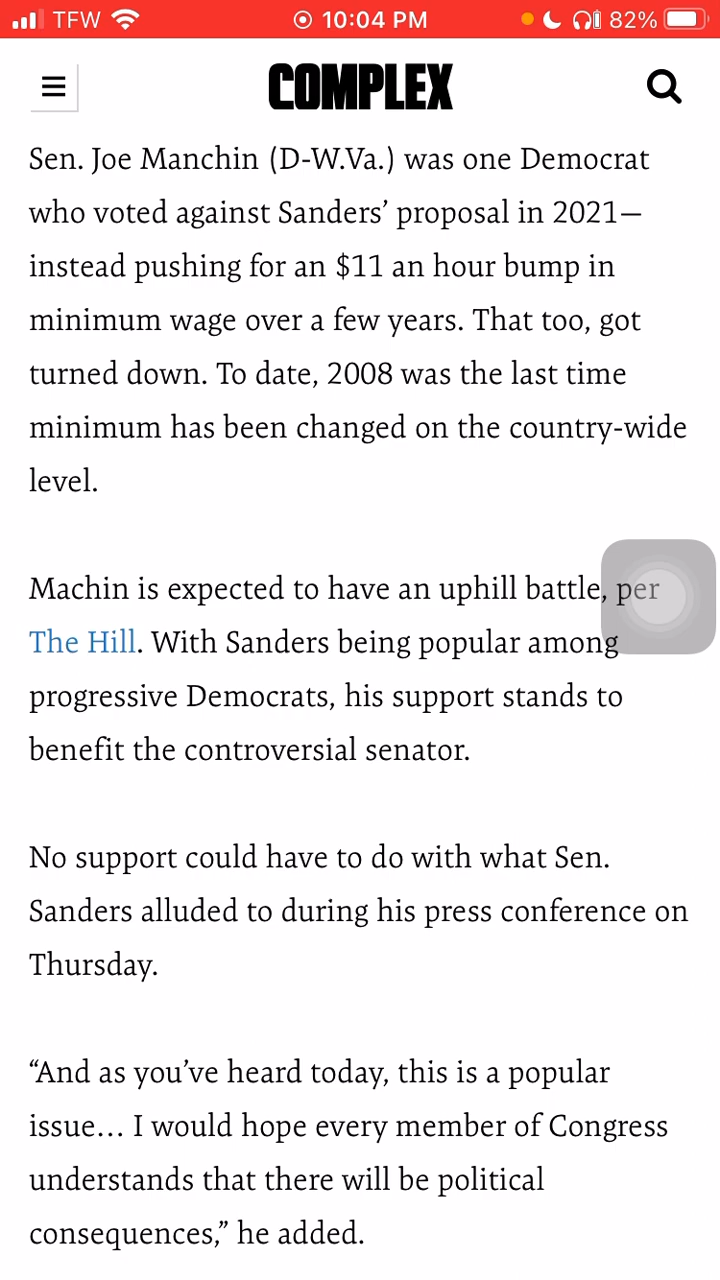 TFW 10:04 PM 82%
COMPLEX
Sen. Joe Manchin (D-W.Va.) was one Democrat
who voted against Sanders’ proposal in 2021—
instead pushing for an $11 an hour bump in
minimum wage over a few years. That too, got
turned down. To date, 2008 was the last time
minimum has been changed on the country-wide
level.
Machin is expected to have an uphill battle, per
The Hill. With Sanders being popular among
progressive Democrats, his support stands to
benefit the controversial senator.
No support could have to do with what Sen.
Sanders alluded to during his press conference on
Thursday.
“And as you’ve heard today, this is a popular
issue... I would hope every member of Congress
understands that there will be political
consequences,” he added.